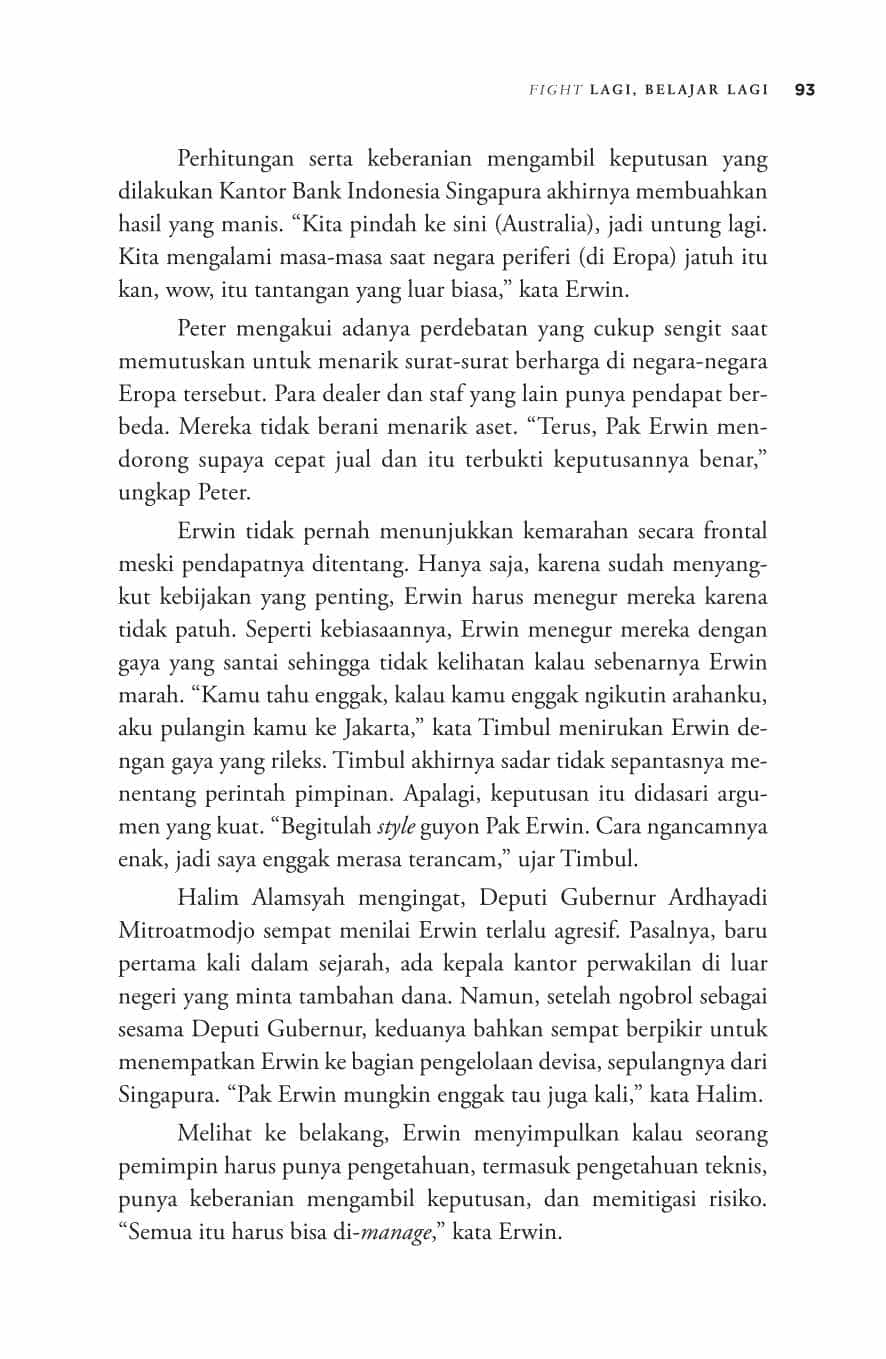 FIGHT LAGI, BELAJAR LAGI 93
Perhitungan serta keberanian mengambil keputusan yang
dilakukan Kantor Bank Indonesia Singapura akhirnya membuahkan
hasil yang manis. “Kita pindah ke sini (Australia), jadi untung lagi.
Kita mengalami masa-masa saat negara periferi (di Eropa) jatuh itu
kan, wow, itu tantangan yang luar biasa,” kata Erwin.
Peter mengakui adanya perdebatan yang cukup sengit saat
memutuskan untuk menarik surat-surat berharga di negara-negara
Eropa tersebut. Para dealer dan staf yang lain punya pendapat ber-
beda. Mereka tidak berani menarik aset. “Terus, Pak Erwin men-
dorong supaya cepat jual dan itu terbukti keputusannya benar,”
ungkap Peter.
Erwin tidak pernah menunjukkan kemarahan secara frontal
meski pendapatnya ditentang. Hanya saja, karena sudah menyang-
kut kebijakan yang penting, Erwin harus menegur mereka karena
tidak patuh. Seperti kebiasaannya, Erwin menegur mereka dengan
gaya yang santai sehingga tidak kelihatan kalau sebenarnya Erwin
marah. “Kamu tahu enggak, kalau kamu enggak ngikutin arahanku,
aku pulangin kamu ke Jakarta,” kata Timbul menirukan Erwin de-
ngan gaya yang rileks. Timbul akhirnya sadar tidak sepantasnya me-
nentang perintah pimpinan. Apalagi, keputusan itu didasari argu-
men yang kuat. “Begitulah style guyon Pak Erwin. Cara ngancamnya
enak, jadi saya enggak merasa terancam,” ujar Timbul.
Halim Alamsyah mengingat, Deputi Gubernur Ardhayadi
Mitroatmodjo sempat menilai Erwin terlalu agresif. Pasalnya, baru
pertama kali dalam sejarah, ada kepala kantor perwakilan di luar
negeri yang minta tambahan dana. Namun, setelah ngobrol sebagai
sesama Deputi Gubernur, keduanya bahkan sempat berpikir untuk
menempatkan Erwin ke bagian pengelolaan devisa, sepulangnya dari
Singapura. “Pak Erwin mungkin enggak tau juga kali,” kata Halim.
Melihat ke belakang, Erwin menyimpulkan kalau seorang
pemimpin harus punya pengetahuan, termasuk pengetahuan teknis,
punya keberanian mengambil keputusan, dan memitigasi risiko.
“Semua itu harus bisa di-manage,” kata Erwin.